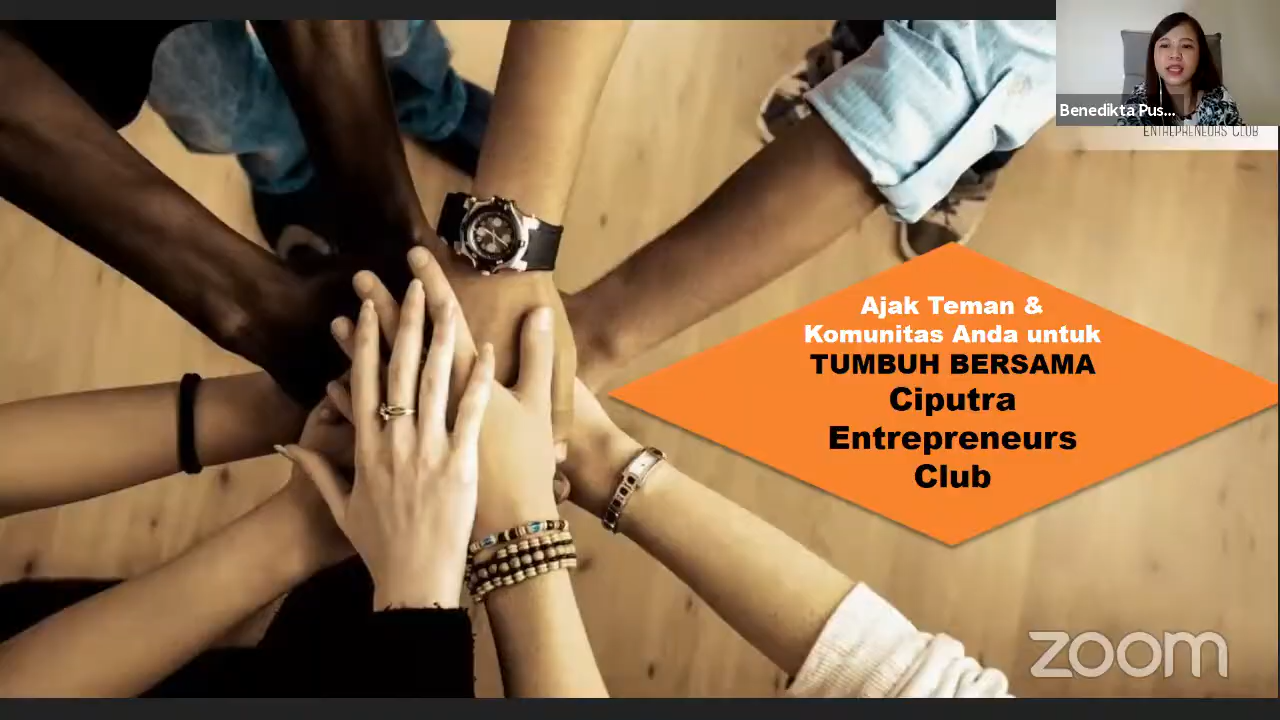 Benedikta Pus...
ENTREPRENEURS CLUB
Ajak Teman &
Komunitas Anda untuk
TUMBUH BERSAMA
Ciputra
Entrepreneurs
Club
zoom